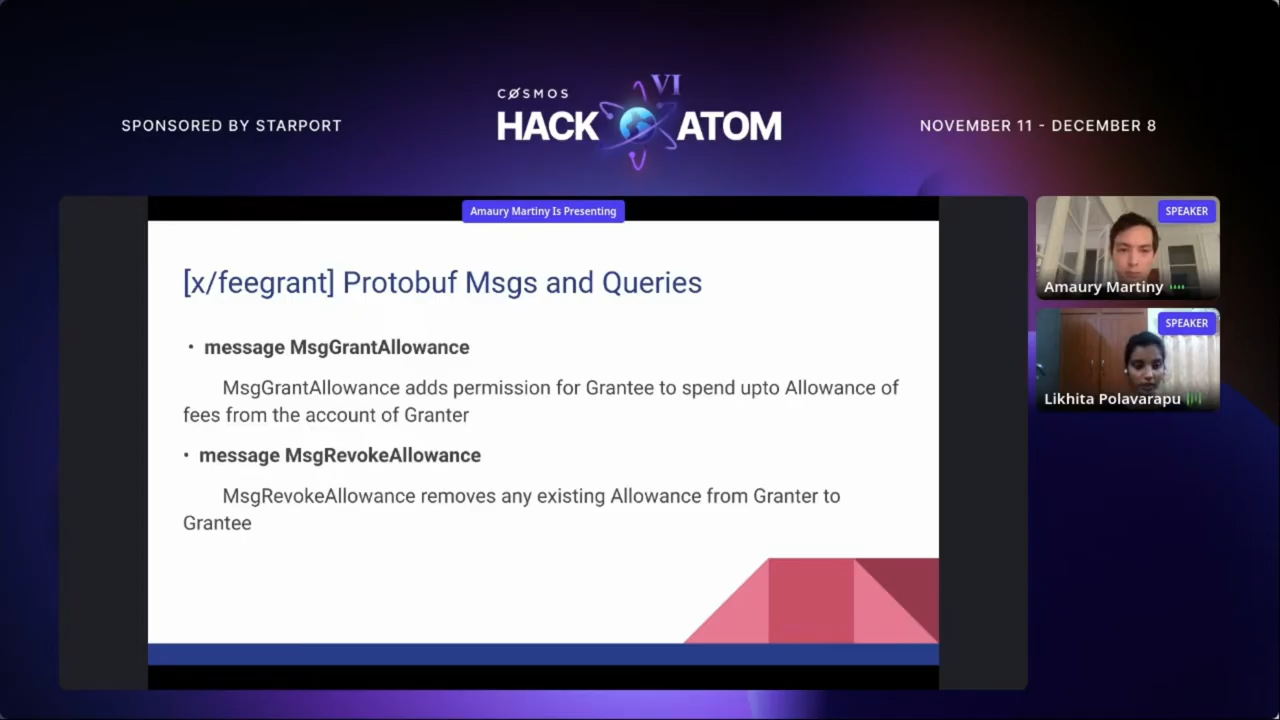 SPONSORED BY STARPORT
CØSMOS
HACK ATOM
VI
NOVEMBER 11 - DECEMBER 8
Amaury Martiny Is Presenting
[x/feegrant] Protobuf Msgs and Queries
• message MsgGrantAllowance
MsgGrantAllowance adds permission for Grantee to spend upto Allowance of
fees from the account of Granter
• message MsgRevokeAllowance
MsgRevokeAllowance removes any existing Allowance from Granter to
Grantee
SPEAKER
Amaury Martiny
SPEAKER
Likhita Polavarapu